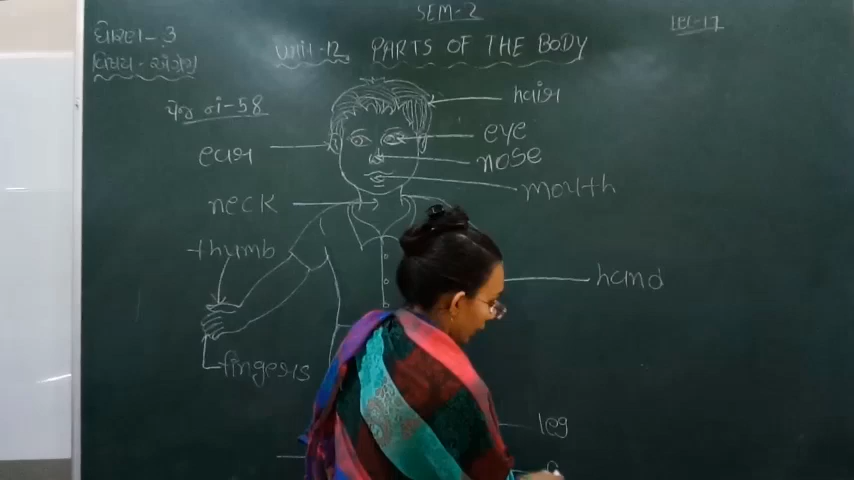 SEM-2
ધોરણ-3
વિષય-અંગ્રેજી
Unit-12 PARTS OF THE BODY
પેજ નં-58
hair
eye
ear
nose
mouth
neck
thumb
hand
fingers
leg